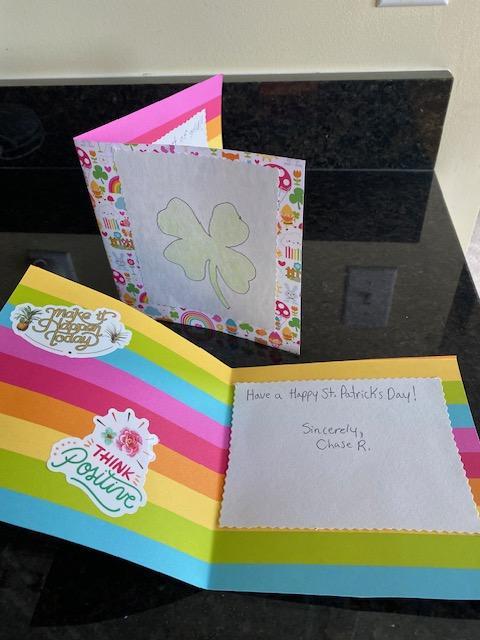 Make it
Happen
Today
THINK
Positive
Have a Happy St. Patrick's Day!
Sincerely,
Chase R.